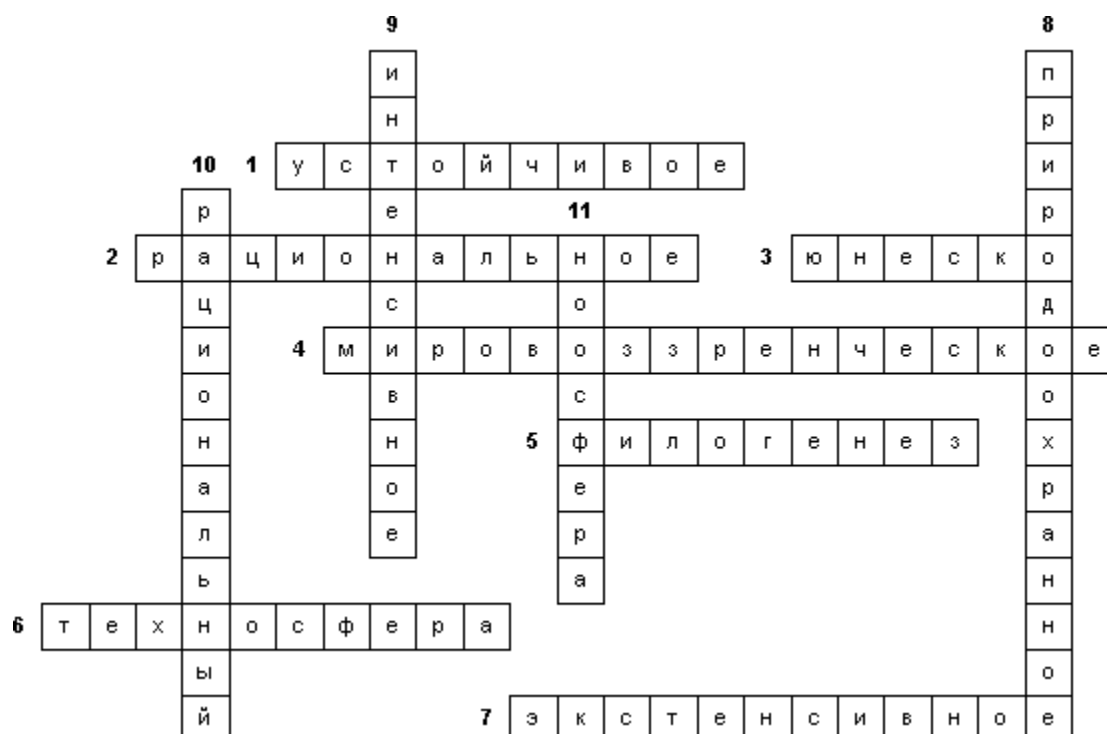 9 интенсивное
8 природоохранное
10 рациональный
1 устойчивое
11 ноосфера
2 рациональное
3 юнеско
4 мировоззренческое
5 филогенез
6 техносфера
7 экстенсивное